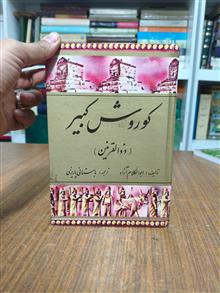 کوروش کبیر
( ذوالقرنین )
تألیف : ابوالکلام آزاد ترجمه : باستانی پاریزی